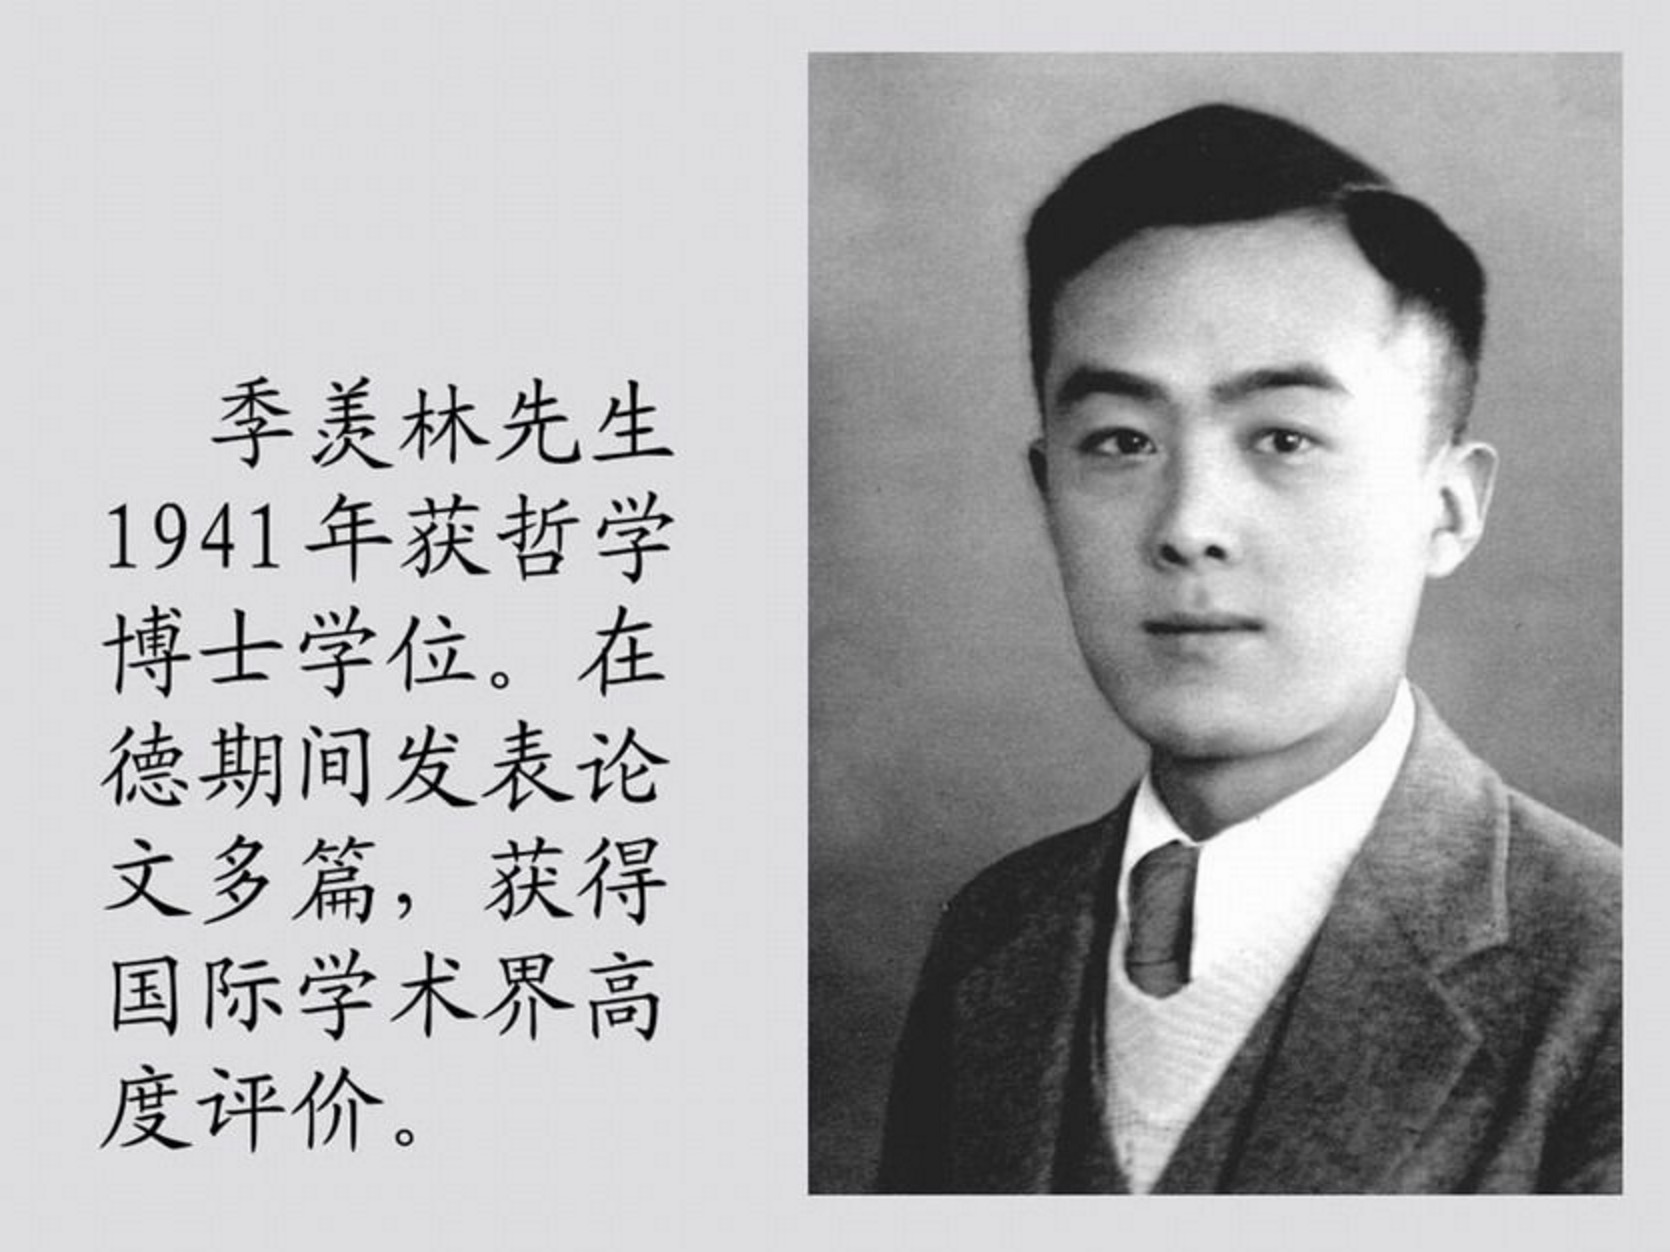 季羡林先生
1941年获哲学
博士学位。在
德期间发表论
文多篇，获得
国际学术界高
度评价。